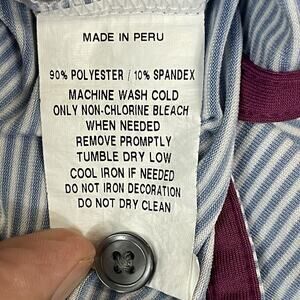 MADE IN PERU
90% POLYESTER / 10% SPANDEX
MACHINE WASH COLD
ONLY NON-CHLORINE BLEACH
WHEN NEEDED
REMOVE PROMPTLY
TUMBLE DRY LOW
COOL IRON IF NEEDED
DO NOT IRON DECORATION
DO NOT DRY CLEAN